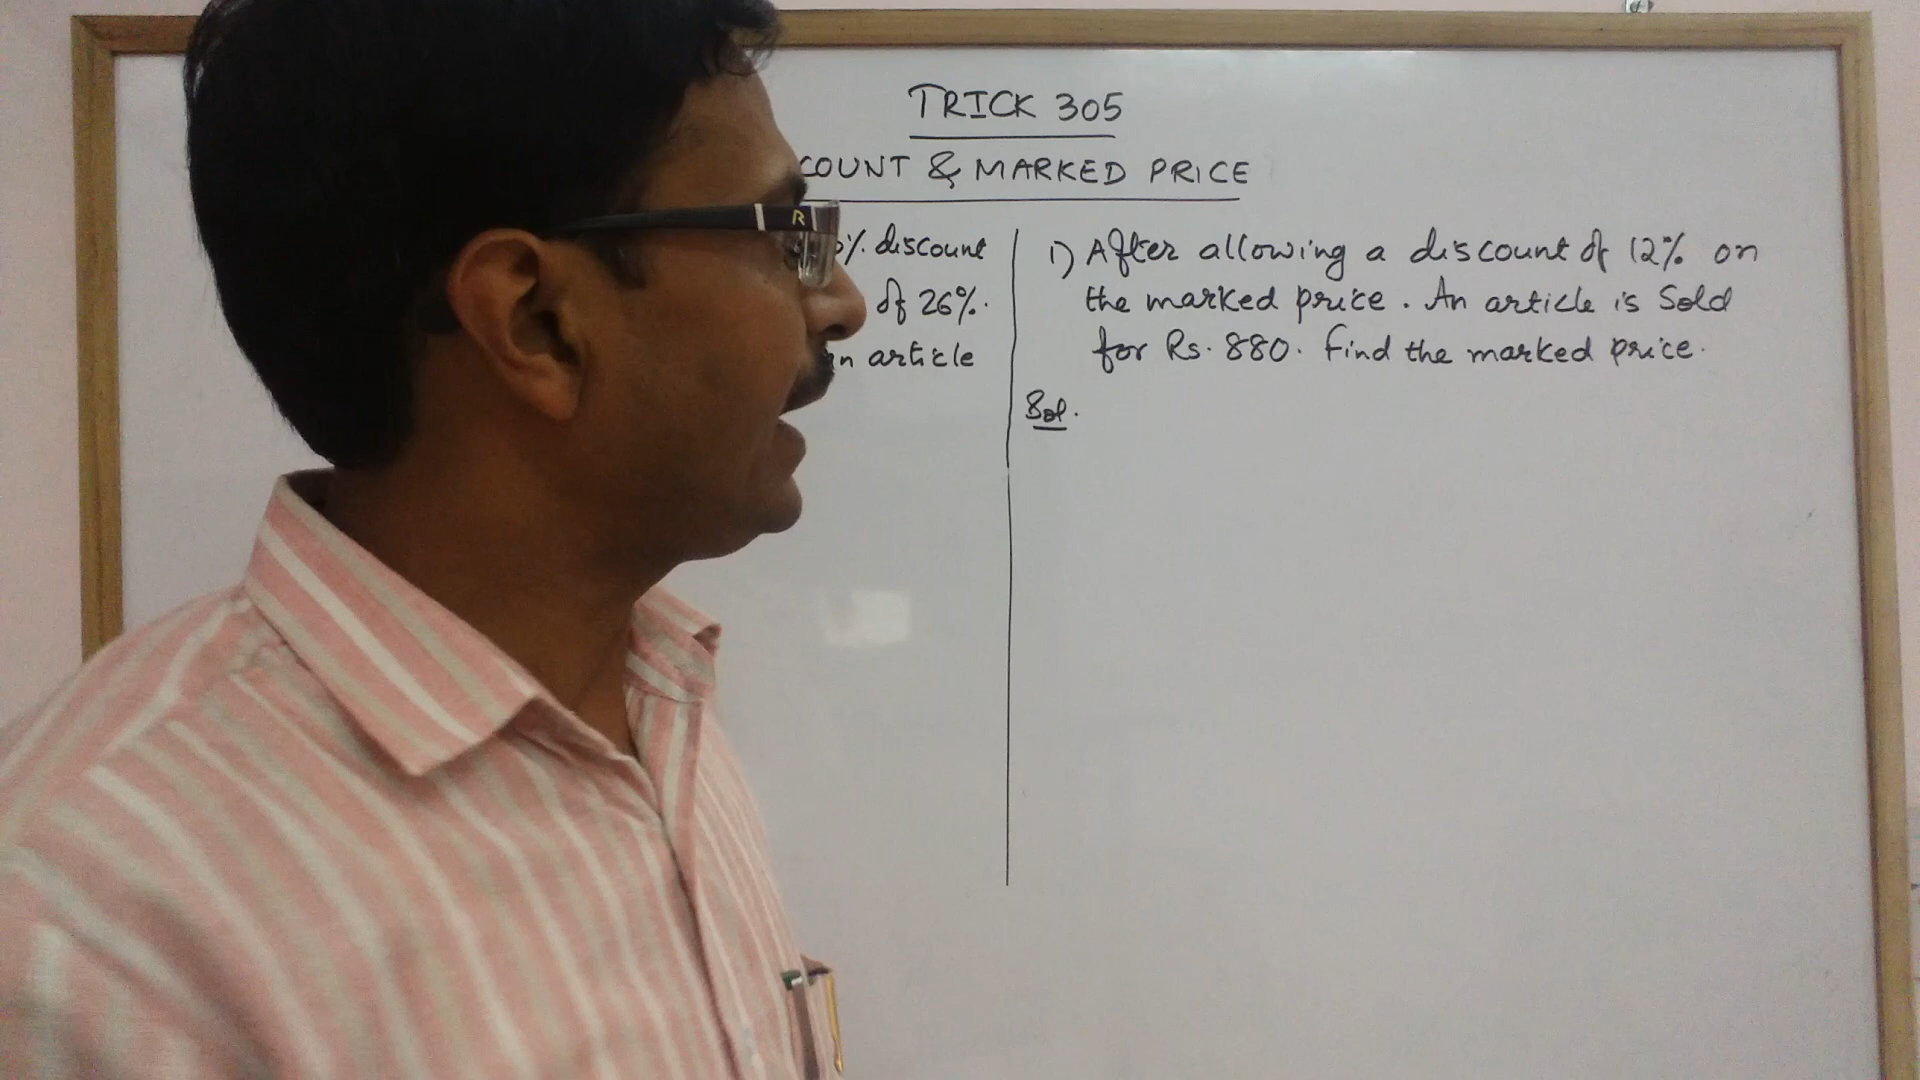 TRICK 305
COUNT & MARKED PRICE
% discount
of 26%.
article
1) After allowing a discount of 12% on
the marked price. An article is Sold
for Rs. 880. Find the marked price.
Sol.
R